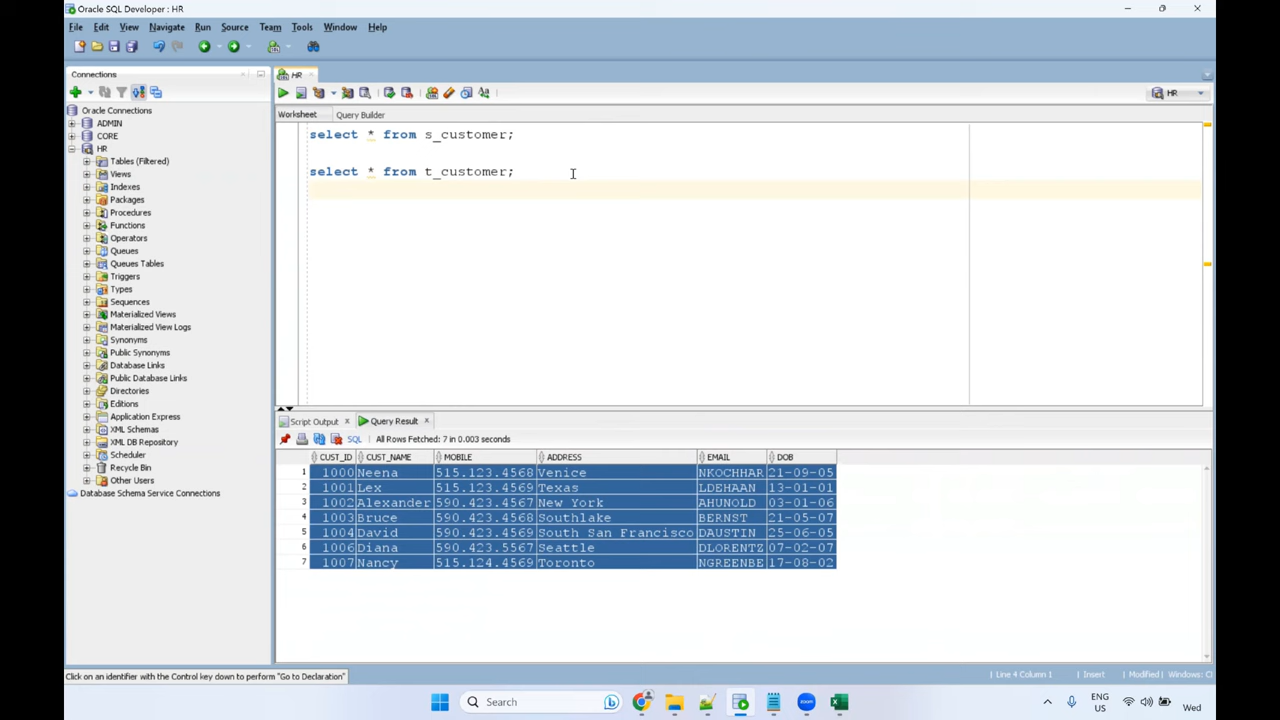 Oracle SQL Developer : HR
File Edit View Navigate Run Source Team Tools Window Help
Connections
HR
HR
Worksheet Query Builder
Oracle Connections
ADMIN
CORE
HR
Tables (Filtered)
Views
Indexes
Packages
Procedures
Functions
Operators
Queues
Queues Tables
Triggers
Types
Sequences
Materialized Views
Materialized View Logs
Synonyms
Public Synonyms
Database Links
Public Database Links
Directories
Editions
Application Express
XML Schemas
XML DB Repository
Scheduler
Recycle Bin
Other Users
Database Schema Service Connections
select * from s_customer;
select * from t_customer;
Script Output Query Result
SQL All Rows Fetched: 7 in 0.003 seconds
CUST_ID CUST_NAME MOBILE ADDRESS EMAIL DOB
1 1000 Neena 515.123.4568 Venice NKOCHHAR 21-09-05
2 1001 Lex 515.123.4569 Texas LDEHAAN 13-01-01
3 1002 Alexander 590.423.4567 New York AHUNOLD 03-01-06
4 1003 Bruce 590.423.4568 Southlake BERNST 21-05-07
5 1004 David 590.423.4569 South San Francisco DAUSTIN 25-06-05
6 1006 Diana 590.423.5567 Seattle DLORENTZ 07-02-07
7 1007 Nancy 515.124.4569 Toronto NGREENBE 17-08-02
Click on an identifier with the Control key down to perform "Go to Declaration"
Line 4 Column 1 Insert Modified Windows: C
Search
ENG
US
Wed